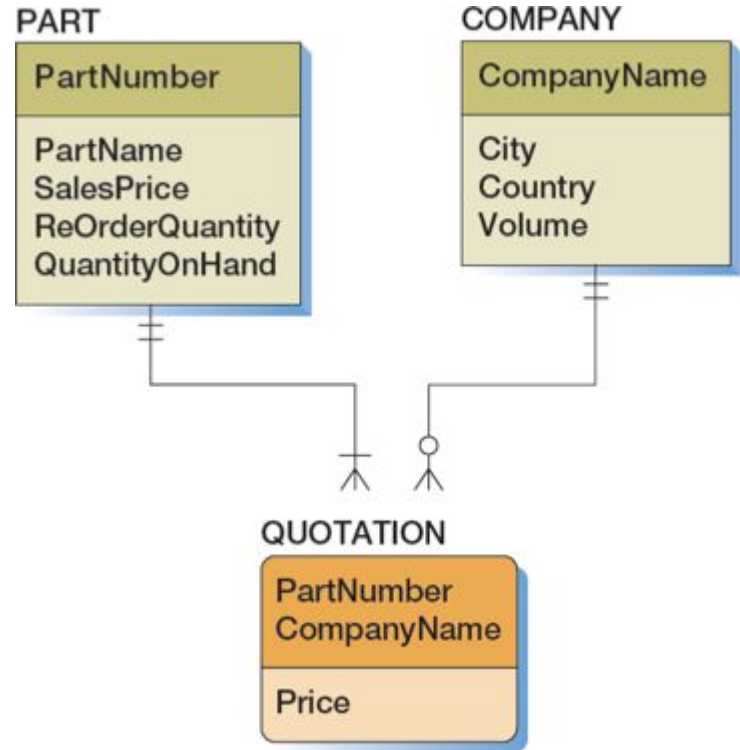 PART
PartNumber
PartName
SalesPrice
ReOrderQuantity
QuantityOnHand
COMPANY
CompanyName
City
Country
Volume
QUOTATION
PartNumber
CompanyName
Price